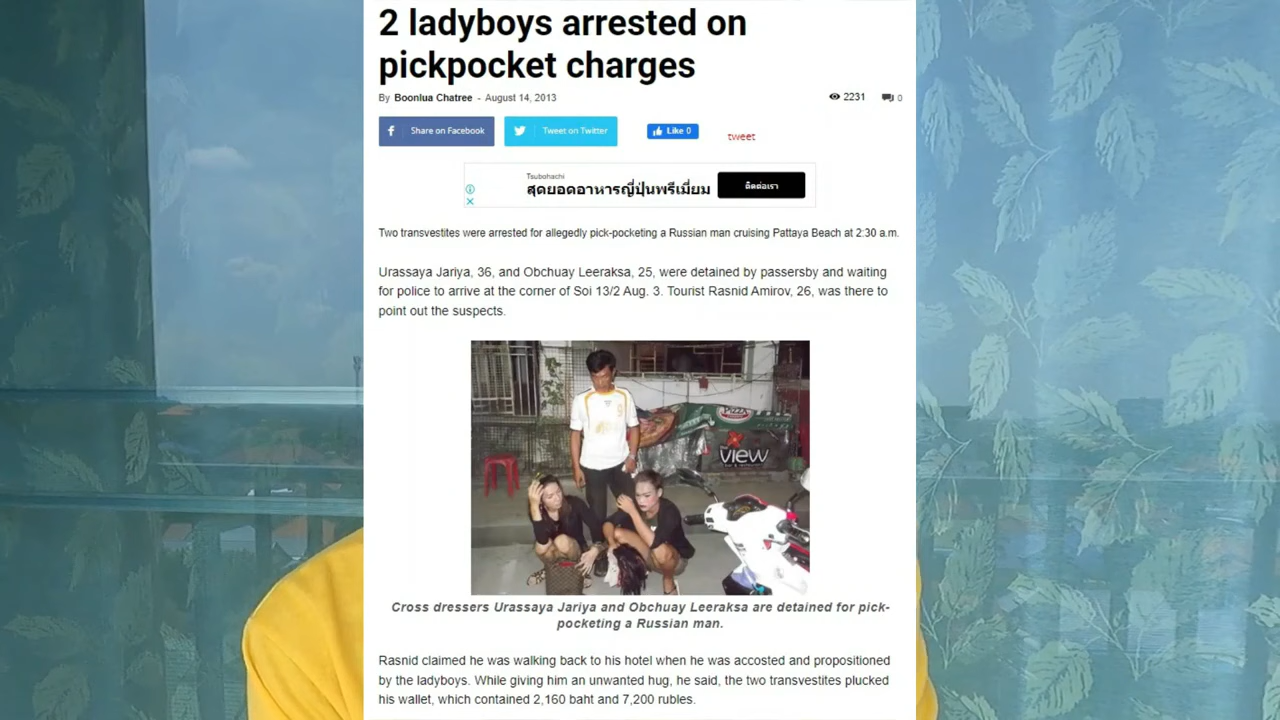 2 ladyboys arrested on
pickpocket charges
By Boonlua Chatree - August 14, 2013
2231
0
Share on Facebook
Tweet on Twitter
Like 0
tweet
Tsubohachi
สุดยอดอาหารญี่ปุ่นพรีเมี่ยม
ติดต่อเรา
Two transvestites were arrested for allegedly pick-pocketing a Russian man cruising Pattaya Beach at 2:30 a.m.
Urassaya Jariya, 36, and Obchuay Leeraksa, 25, were detained by passersby and waiting
for police to arrive at the corner of Soi 13/2 Aug. 3. Tourist Rasnid Amirov, 26, was there to
point out the suspects.
9
PIZZA
VIEW
Cross dressers Urassaya Jariya and Obchuay Leeraksa are detained for pick-
pocketing a Russian man.
Rasnid claimed he was walking back to his hotel when he was accosted and propositioned
by the ladyboys. While giving him an unwanted hug, he said, the two transvestites plucked
his wallet, which contained 2,160 baht and 7,200 rubles.